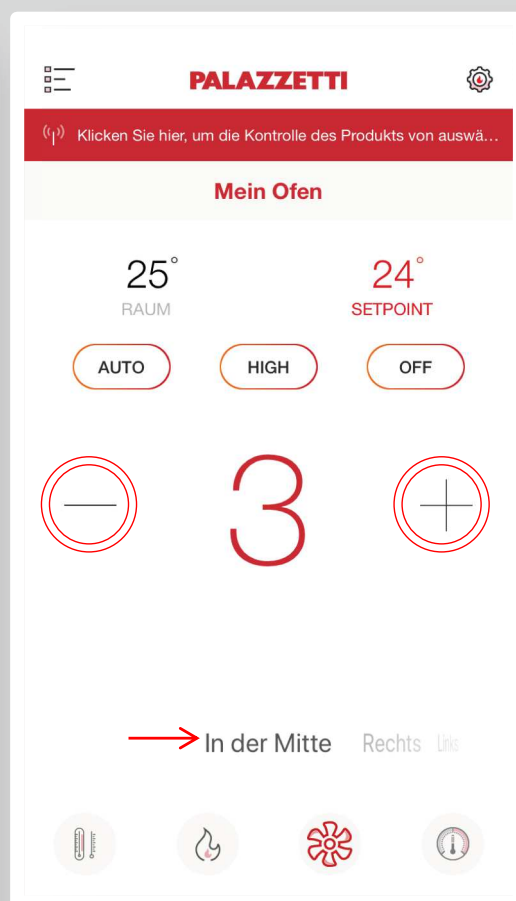 PALAZZETTI
Klicken Sie hier, um die Kontrolle des Produkts von auswä...
Mein Ofen
25° 24°
RAUM SETPOINT
AUTO HIGH OFF
3
In der Mitte Rechts Links